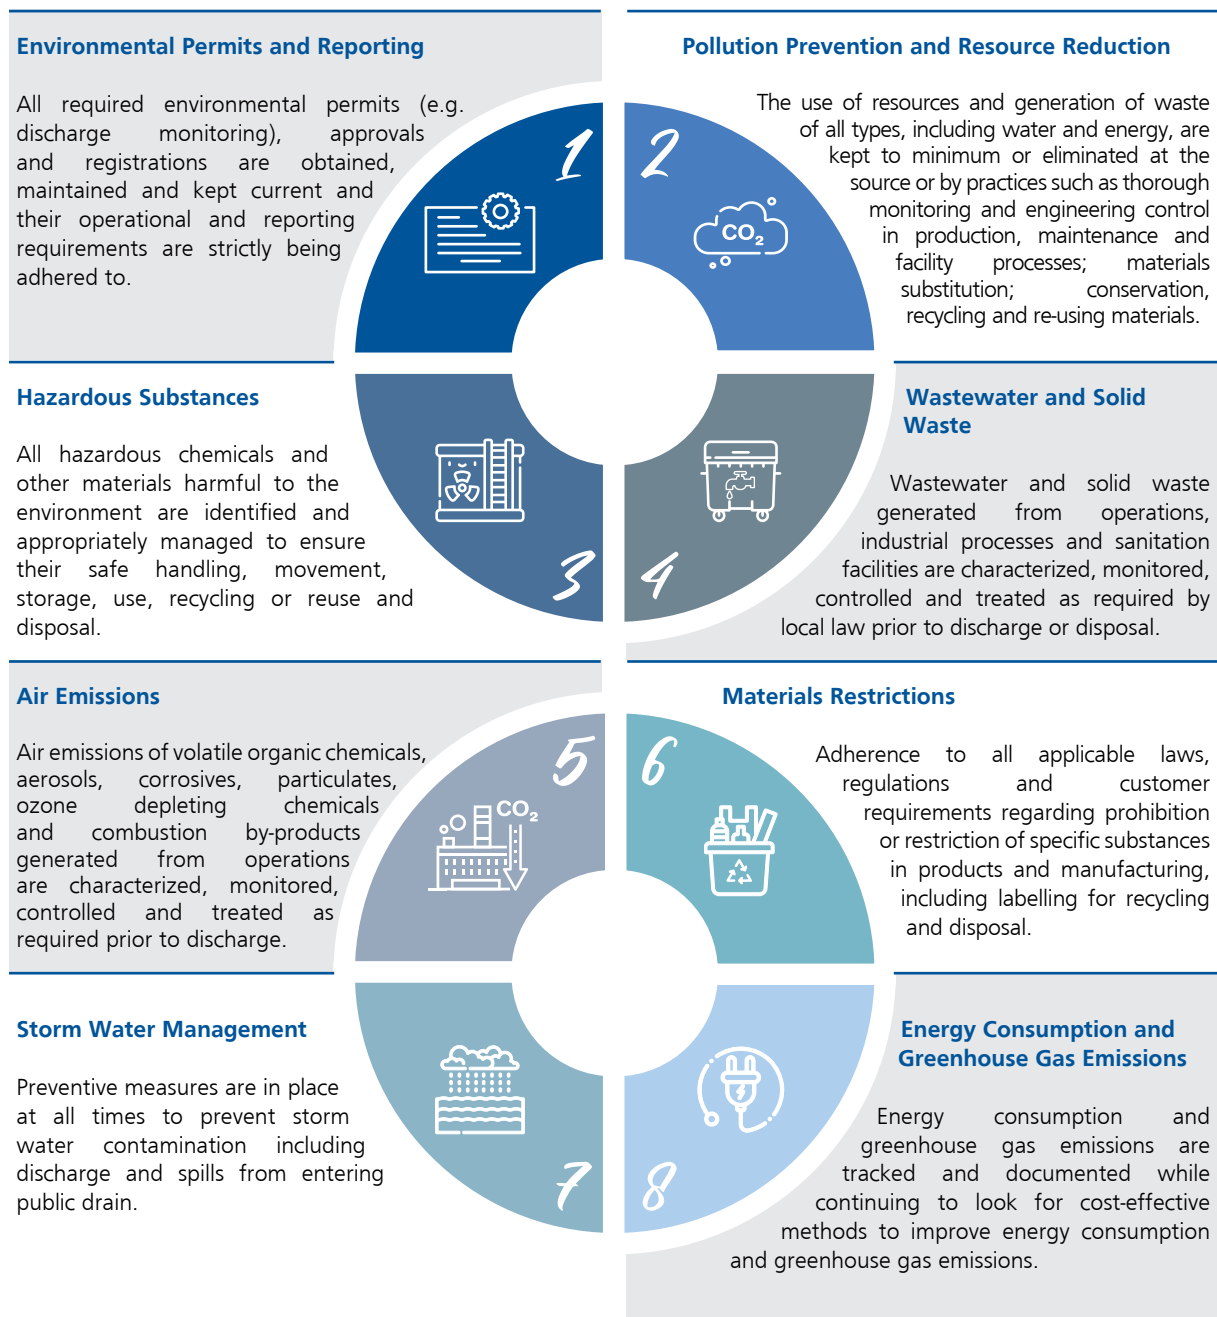 Environmental Permits and Reporting
All required environmental permits (e.g.
discharge monitoring), approvals
and registrations are obtained,
maintained and kept current and
their operational and reporting
requirements are strictly being
adhered to.
1
Pollution Prevention and Resource Reduction
The use of resources and generation of waste
of all types, including water and energy, are
kept to minimum or eliminated at the
source or by practices such as thorough
monitoring and engineering control
in production, maintenance and
facility processes; materials
substitution; conservation,
recycling and re-using materials.
2
CO2
Hazardous Substances
All hazardous chemicals and
other materials harmful to the
environment are identified and
appropriately managed to ensure
their safe handling, movement,
storage, use, recycling or reuse and
disposal.
3
Wastewater and Solid
Waste
Wastewater and solid waste
generated from operations,
industrial processes and sanitation
facilities are characterized, monitored,
controlled and treated as required by
local law prior to discharge or disposal.
4
Air Emissions
Air emissions of volatile organic chemicals,
aerosols, corrosives, particulates,
ozone depleting chemicals
and combustion by-products
generated from operations
are characterized, monitored,
controlled and treated as
required prior to discharge.
5
CO2
Materials Restrictions
Adherence to all applicable laws,
regulations and customer
requirements regarding prohibition
or restriction of specific substances
in products and manufacturing,
including labelling for recycling
and disposal.
6
Storm Water Management
Preventive measures are in place
at all times to prevent storm
water contamination including
discharge and spills from entering
public drain.
7
Energy Consumption and
Greenhouse Gas Emissions
Energy consumption and
greenhouse gas emissions are
tracked and documented while
continuing to look for cost-effective
methods to improve energy consumption
and greenhouse gas emissions.
8